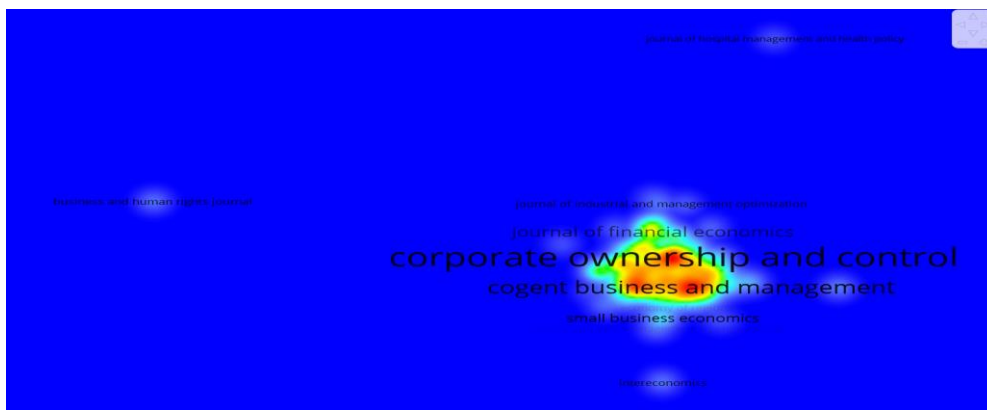 journal of hospital management and health policy
business and human rights journal
journal of industrial and management optimization
journal of financial economics
corporate ownership and control
cogent business and management
small business economics
intereconomics